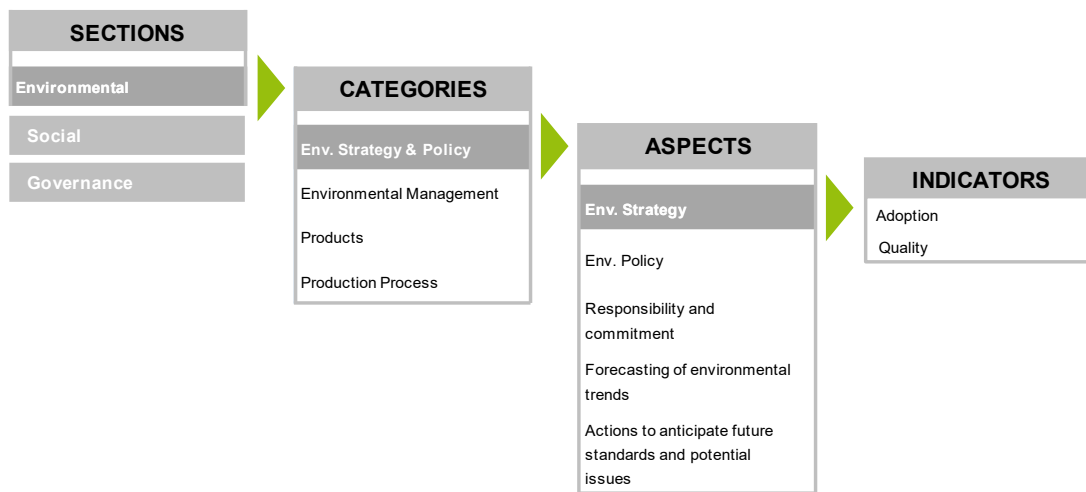 SECTIONS
Environmental
Social
Governance
CATEGORIES
Env. Strategy & Policy
Environmental Management
Products
Production Process
ASPECTS
Env. Strategy
Env. Policy
Responsibility and
commitment
Forecasting of environmental
trends
Actions to anticipate future
standards and potential
issues
INDICATORS
Adoption
Quality